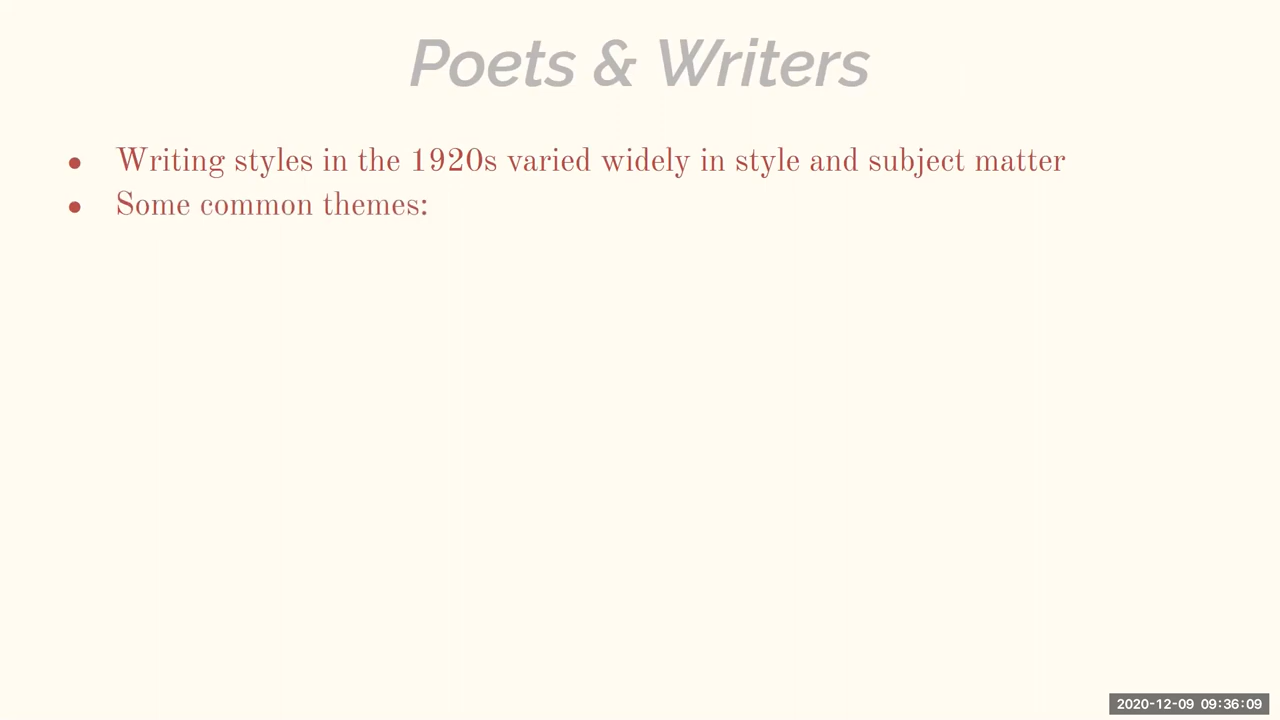 Poets & Writers
● Writing styles in the 1920s varied widely in style and subject matter
● Some common themes:
2020-12-09 09:36:09